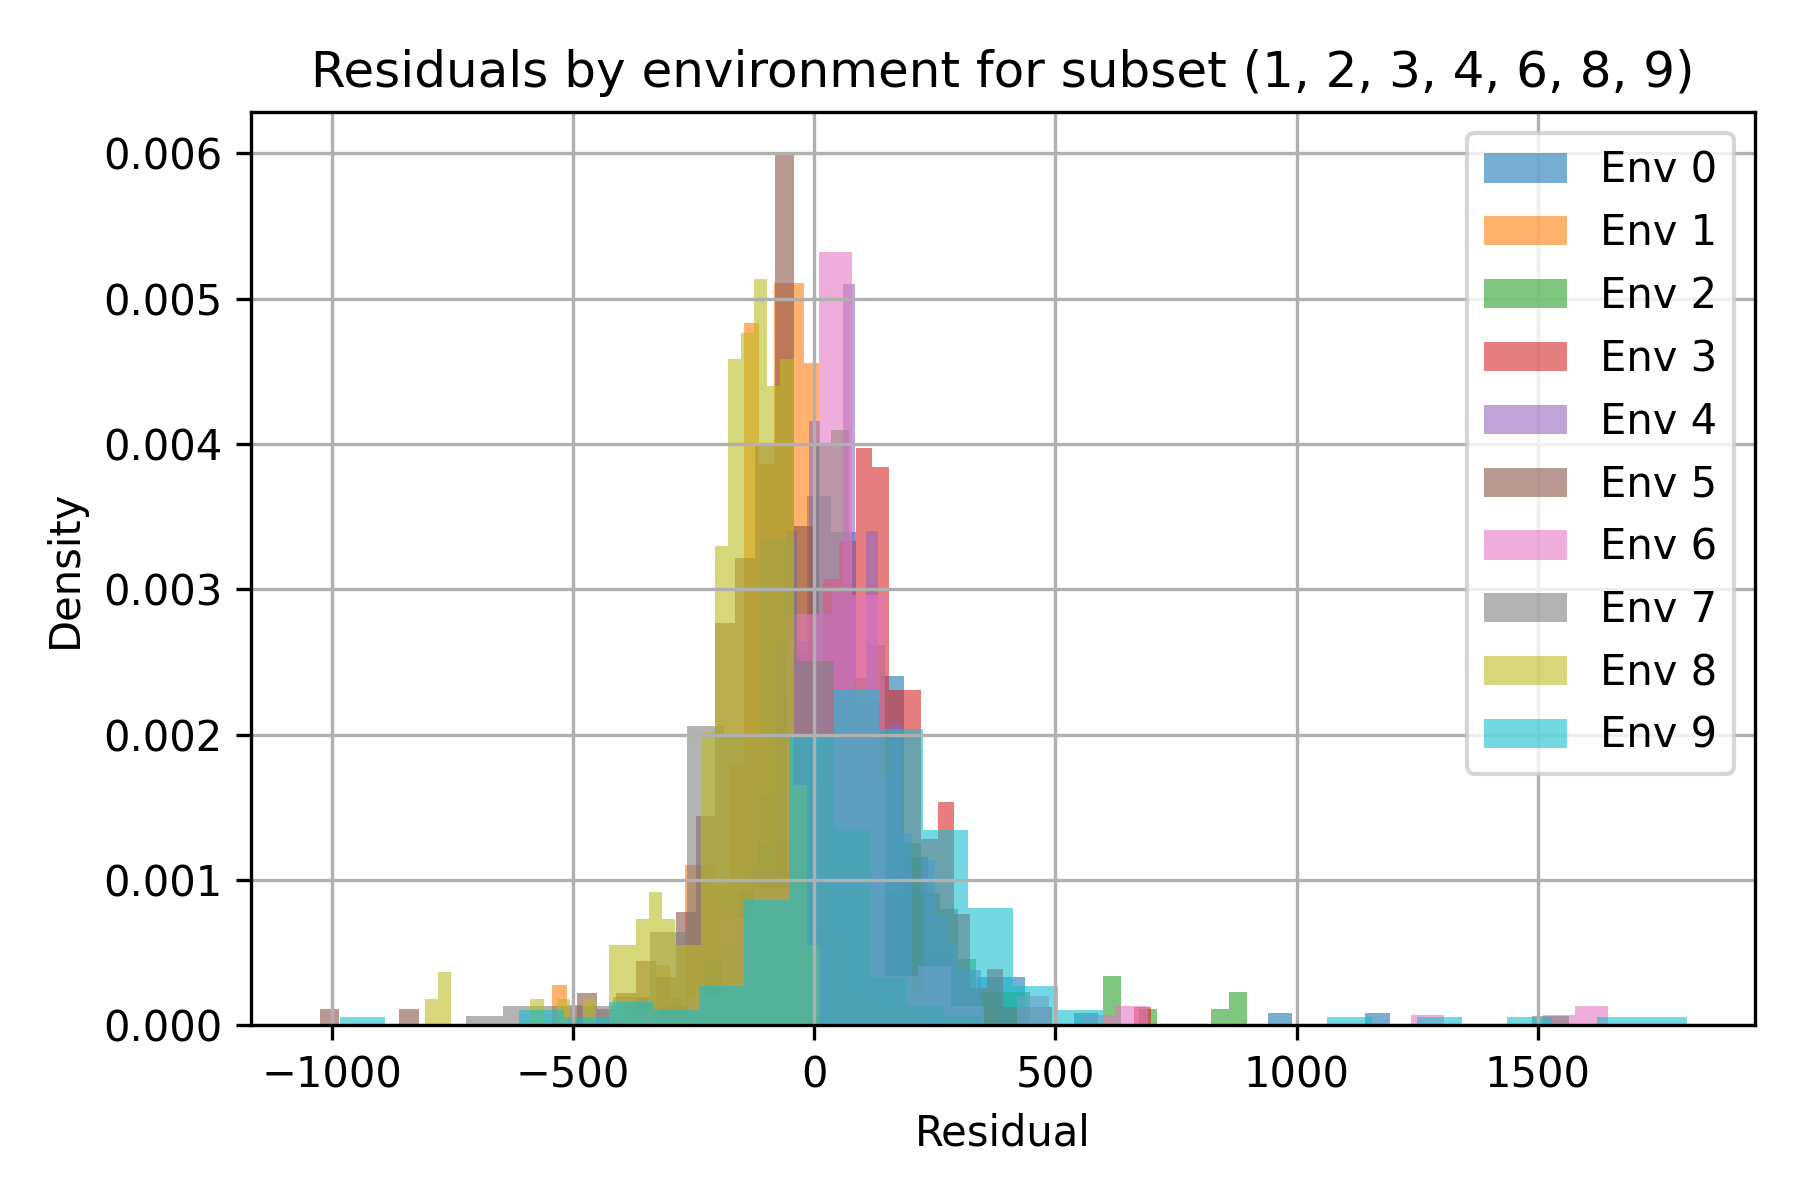 Residuals by environment for subset (1, 2, 3, 4, 6, 8, 9)
0.006
0.005
0.004
0.003
0.002
0.001
0.000
Density
−1000
−500
0
500
1000
1500
Residual
Env 0
Env 1
Env 2
Env 3
Env 4
Env 5
Env 6
Env 7
Env 8
Env 9